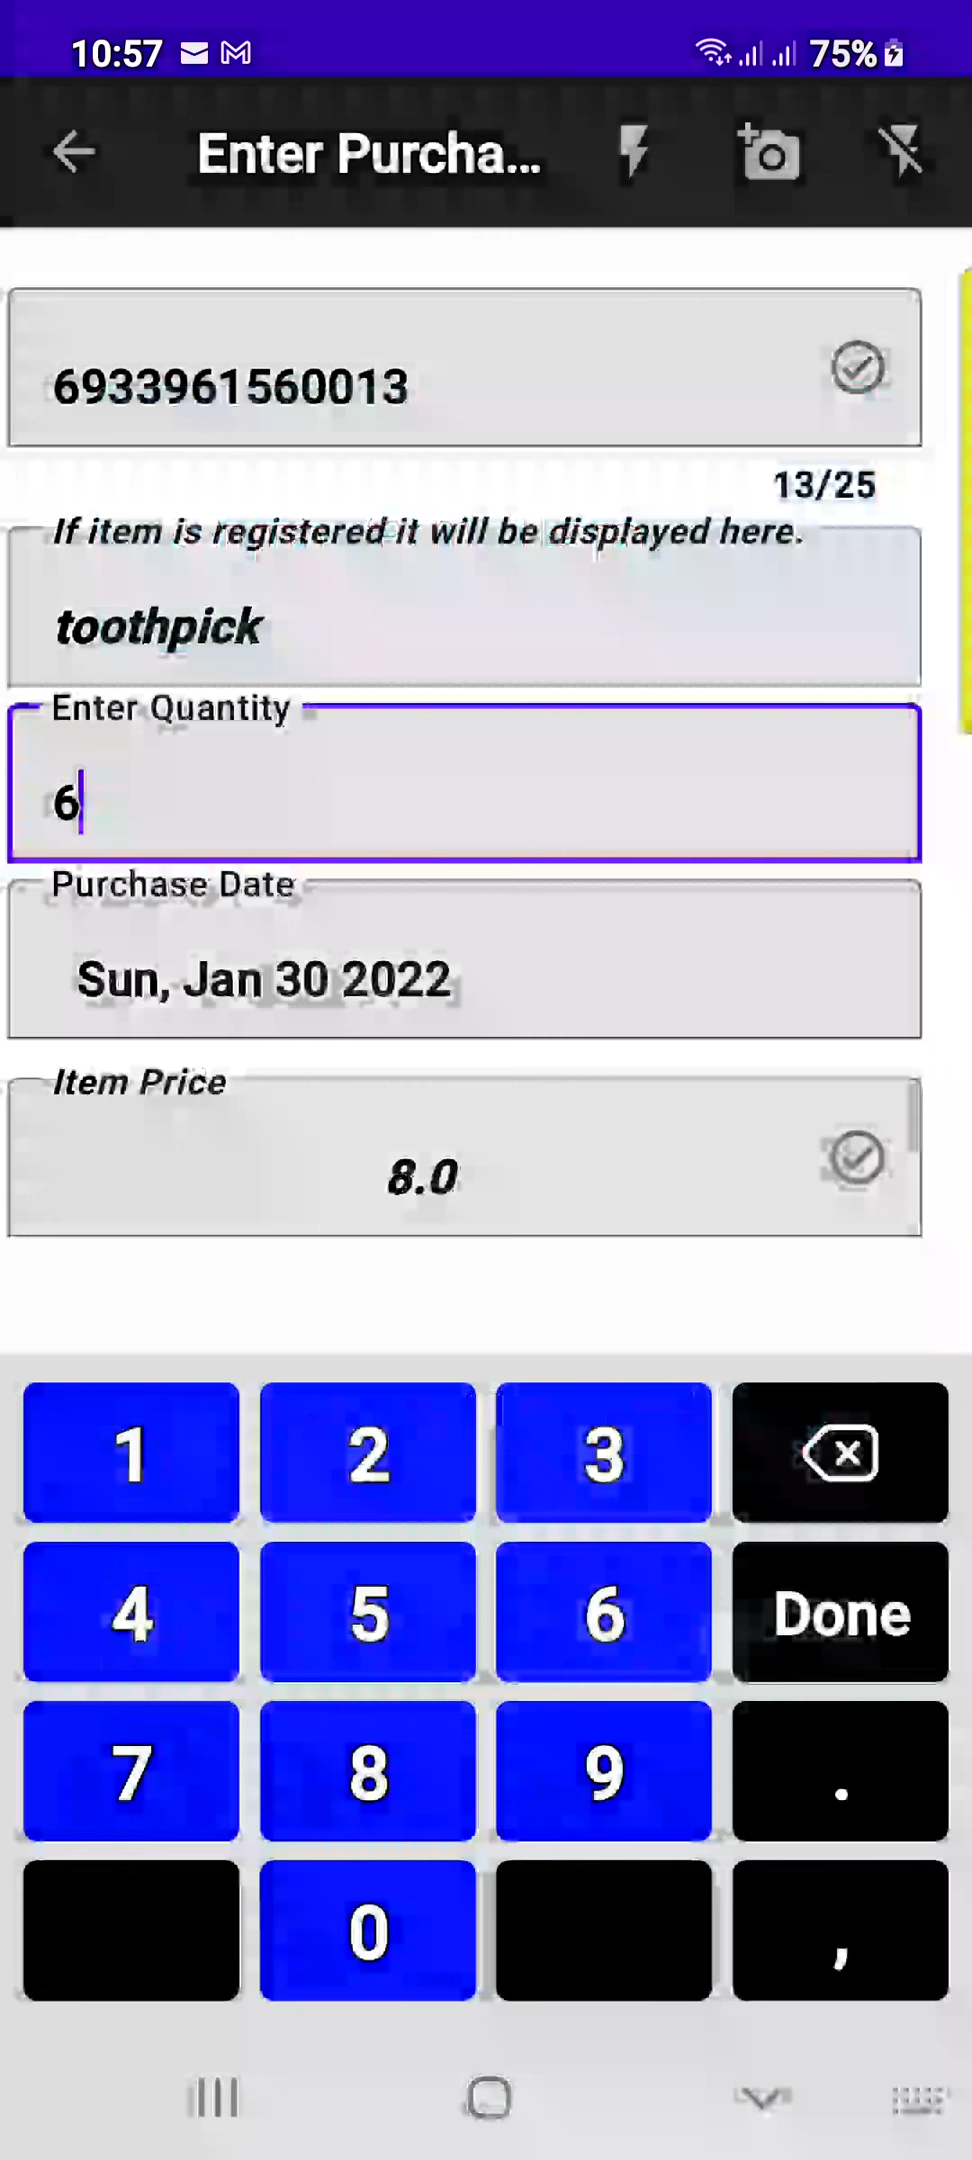 10:57 75%
Enter Purcha...
6933961560013
13/25
If item is registered it will be displayed here.
toothpick
Enter Quantity
6
Purchase Date
Sun, Jan 30 2022
Item Price
8.0
1 2 3
4 5 6 Done
7 8 9 .
0 ,